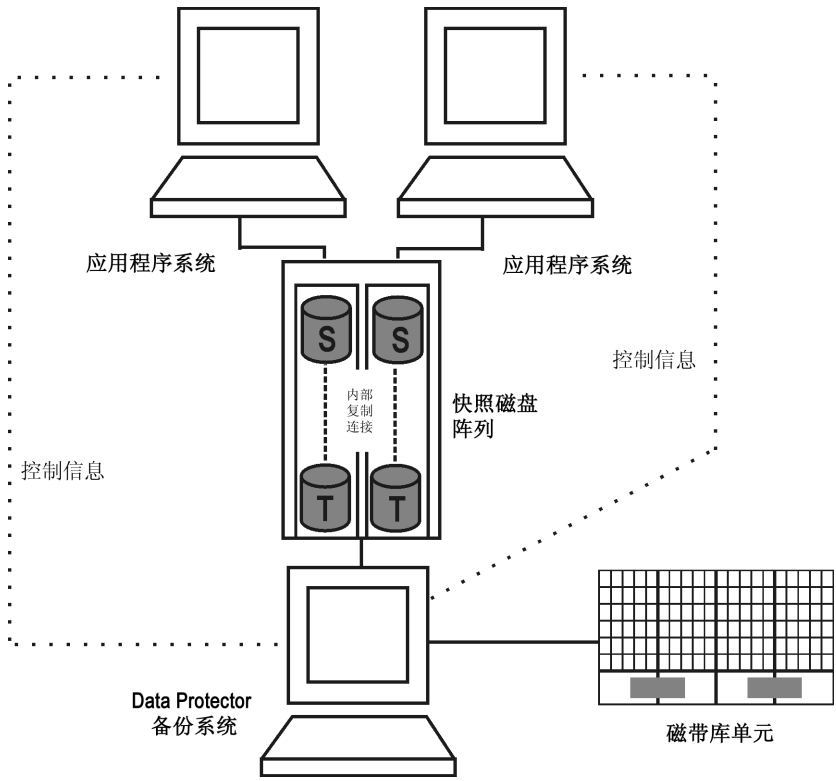 应用程序系统
应用程序系统
S
S
控制信息
内部
复制
连接
快照磁盘
阵列
控制信息
T
T
Data Protector
备份系统
磁带库单元